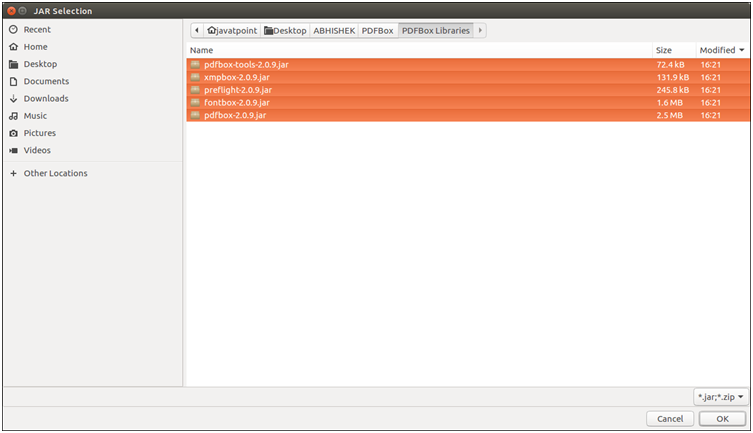 JAR Selection
Recent
Home
Desktop
Documents
Downloads
Music
Pictures
Videos
Other Locations
javatpoint Desktop ABHISHEK PDFBox PDFBox Libraries
Name Size Modified
pdfbox-tools-2.0.9.jar 72.4 kB 16:21
xmpbox-2.0.9.jar 131.9 kB 16:21
preflight-2.0.9.jar 245.8 kB 16:21
fontbox-2.0.9.jar 1.6 MB 16:21
pdfbox-2.0.9.jar 2.5 MB 16:21
*.jar;*.zip
Cancel OK